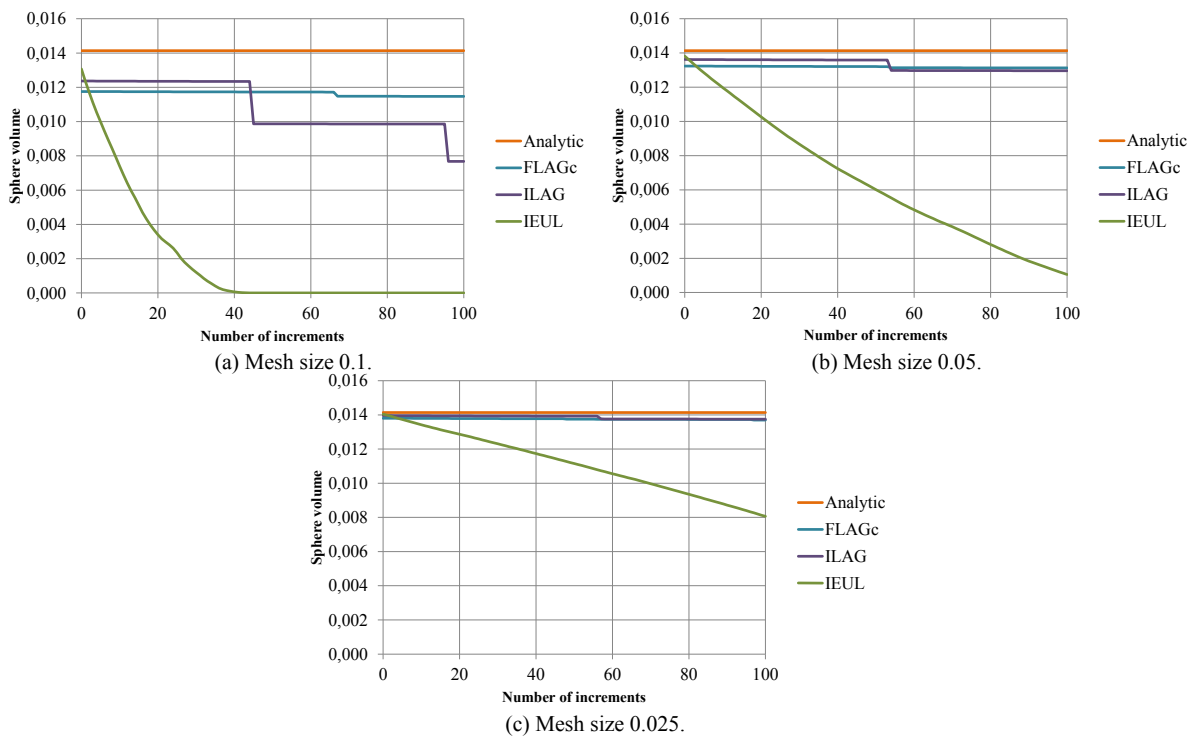 0,016
0,014
0,012
0,010
0,008
0,006
0,004
0,002
0,000
Sphere volume
0 20 40 60 80 100
Number of increments
Analytic
FLAGc
ILAG
IEUL
(a) Mesh size 0.1.
0,016
0,014
0,012
0,010
0,008
0,006
0,004
0,002
0,000
Sphere volume
0 20 40 60 80 100
Number of increments
Analytic
FLAGc
ILAG
IEUL
(b) Mesh size 0.05.
0,016
0,014
0,012
0,010
0,008
0,006
0,004
0,002
0,000
Sphere volume
0 20 40 60 80 100
Number of increments
Analytic
FLAGc
ILAG
IEUL
(c) Mesh size 0.025.